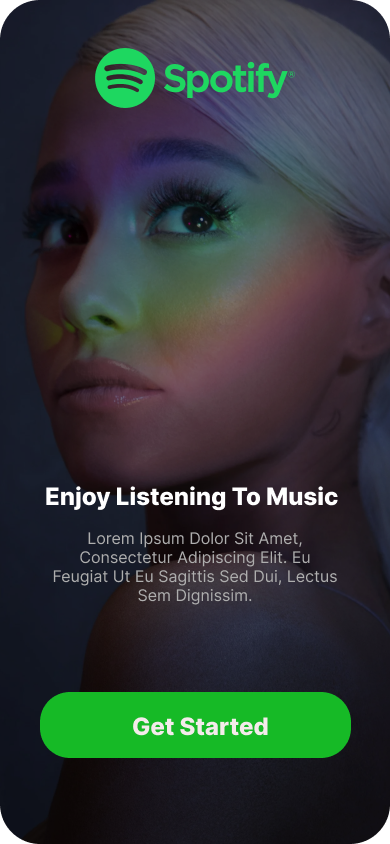 Spotify®
Enjoy Listening To Music
Lorem Ipsum Dolor Sit Amet,
Consectetur Adipiscing Elit. Eu
Feugiat Ut Eu Sagittis Sed Dui, Lectus
Sem Dignissim.
Get Started